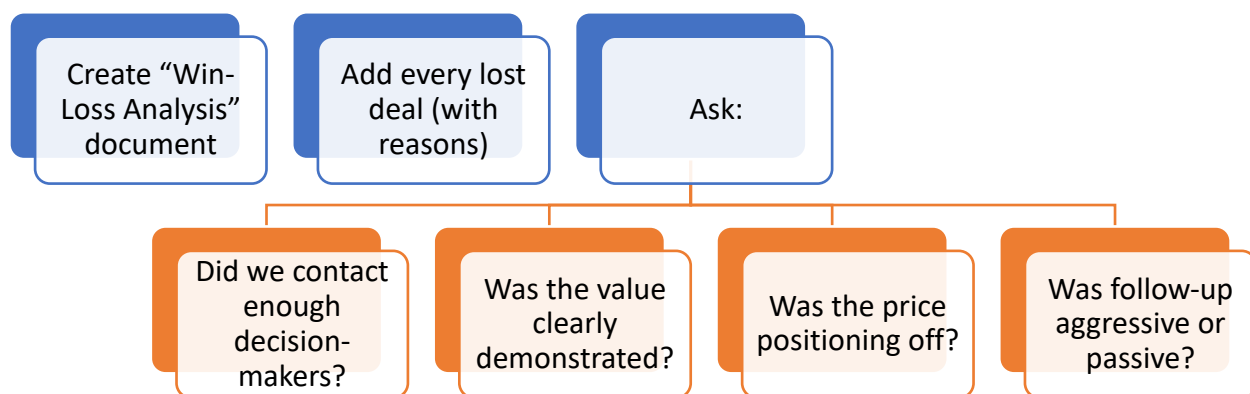 Create “Win-
Loss Analysis”
document
Add every lost
deal (with
reasons)
Ask:
Did we contact
enough
decision-
makers?
Was the value
clearly
demonstrated?
Was the price
positioning off?
Was follow-up
aggressive or
passive?